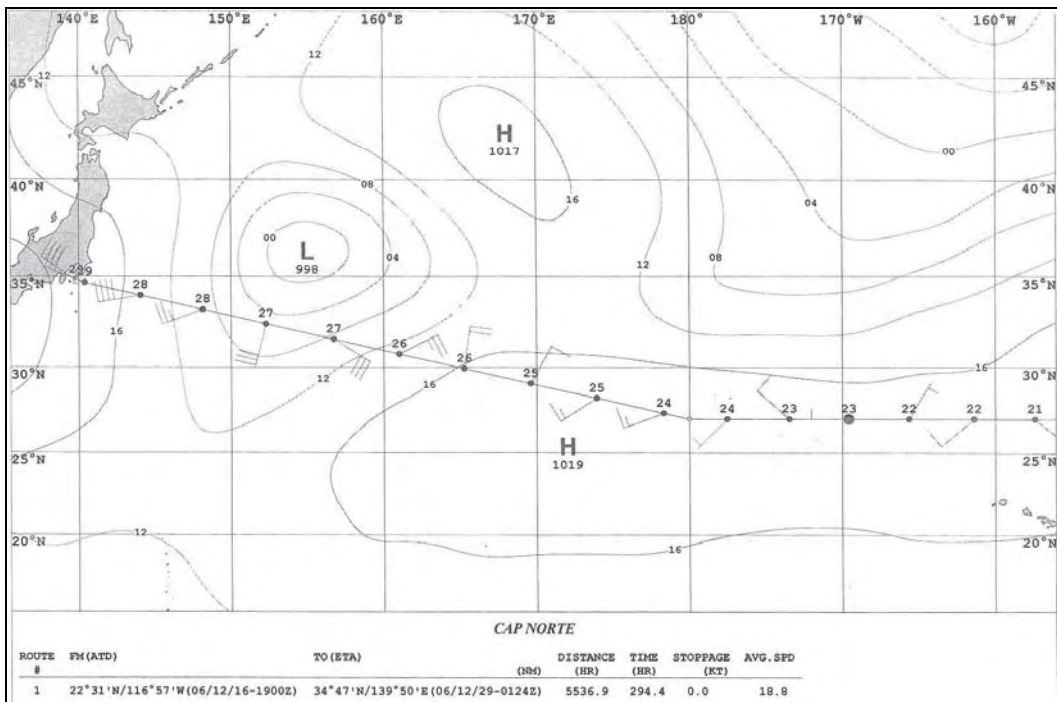 140°E 150°E 160°E 170°E 180° 170°W 160°W
12
12
45°N 45°N
H
1017
00
40°N 08 40°N
16 04
00 L 04
998
12 08
35°N 35°N
28
28
27
16 27
26
26
30°N 16 30°N
25
12 16 25
24 24 23 23 22 22 21
H
25°N 25°N
1019
12
20°N 16 20°N
CAP NORTE
ROUTE FM(ATD) TO(ETA) DISTANCE TIME STOPPAGE AVG.SPD
# (NM) (HR) (HR) (KT)
1 22°31'N/116°57'W(06/12/16-1900Z) 34°47'N/139°50'E(06/12/29-0124Z) 5536.9 294.4 0.0 18.8